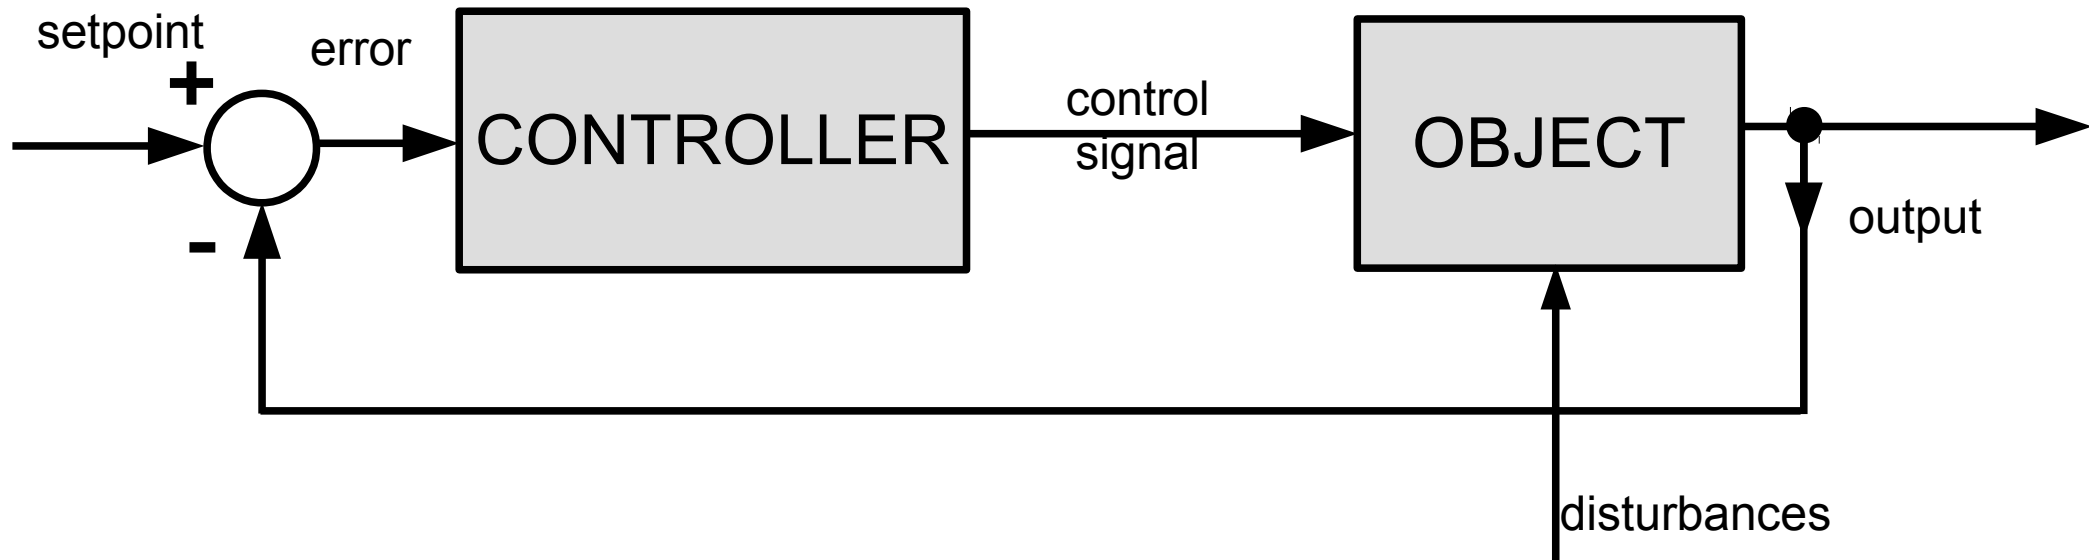 setpoint
+
error
CONTROLLER
control
signal
OBJECT
-
output
disturbances